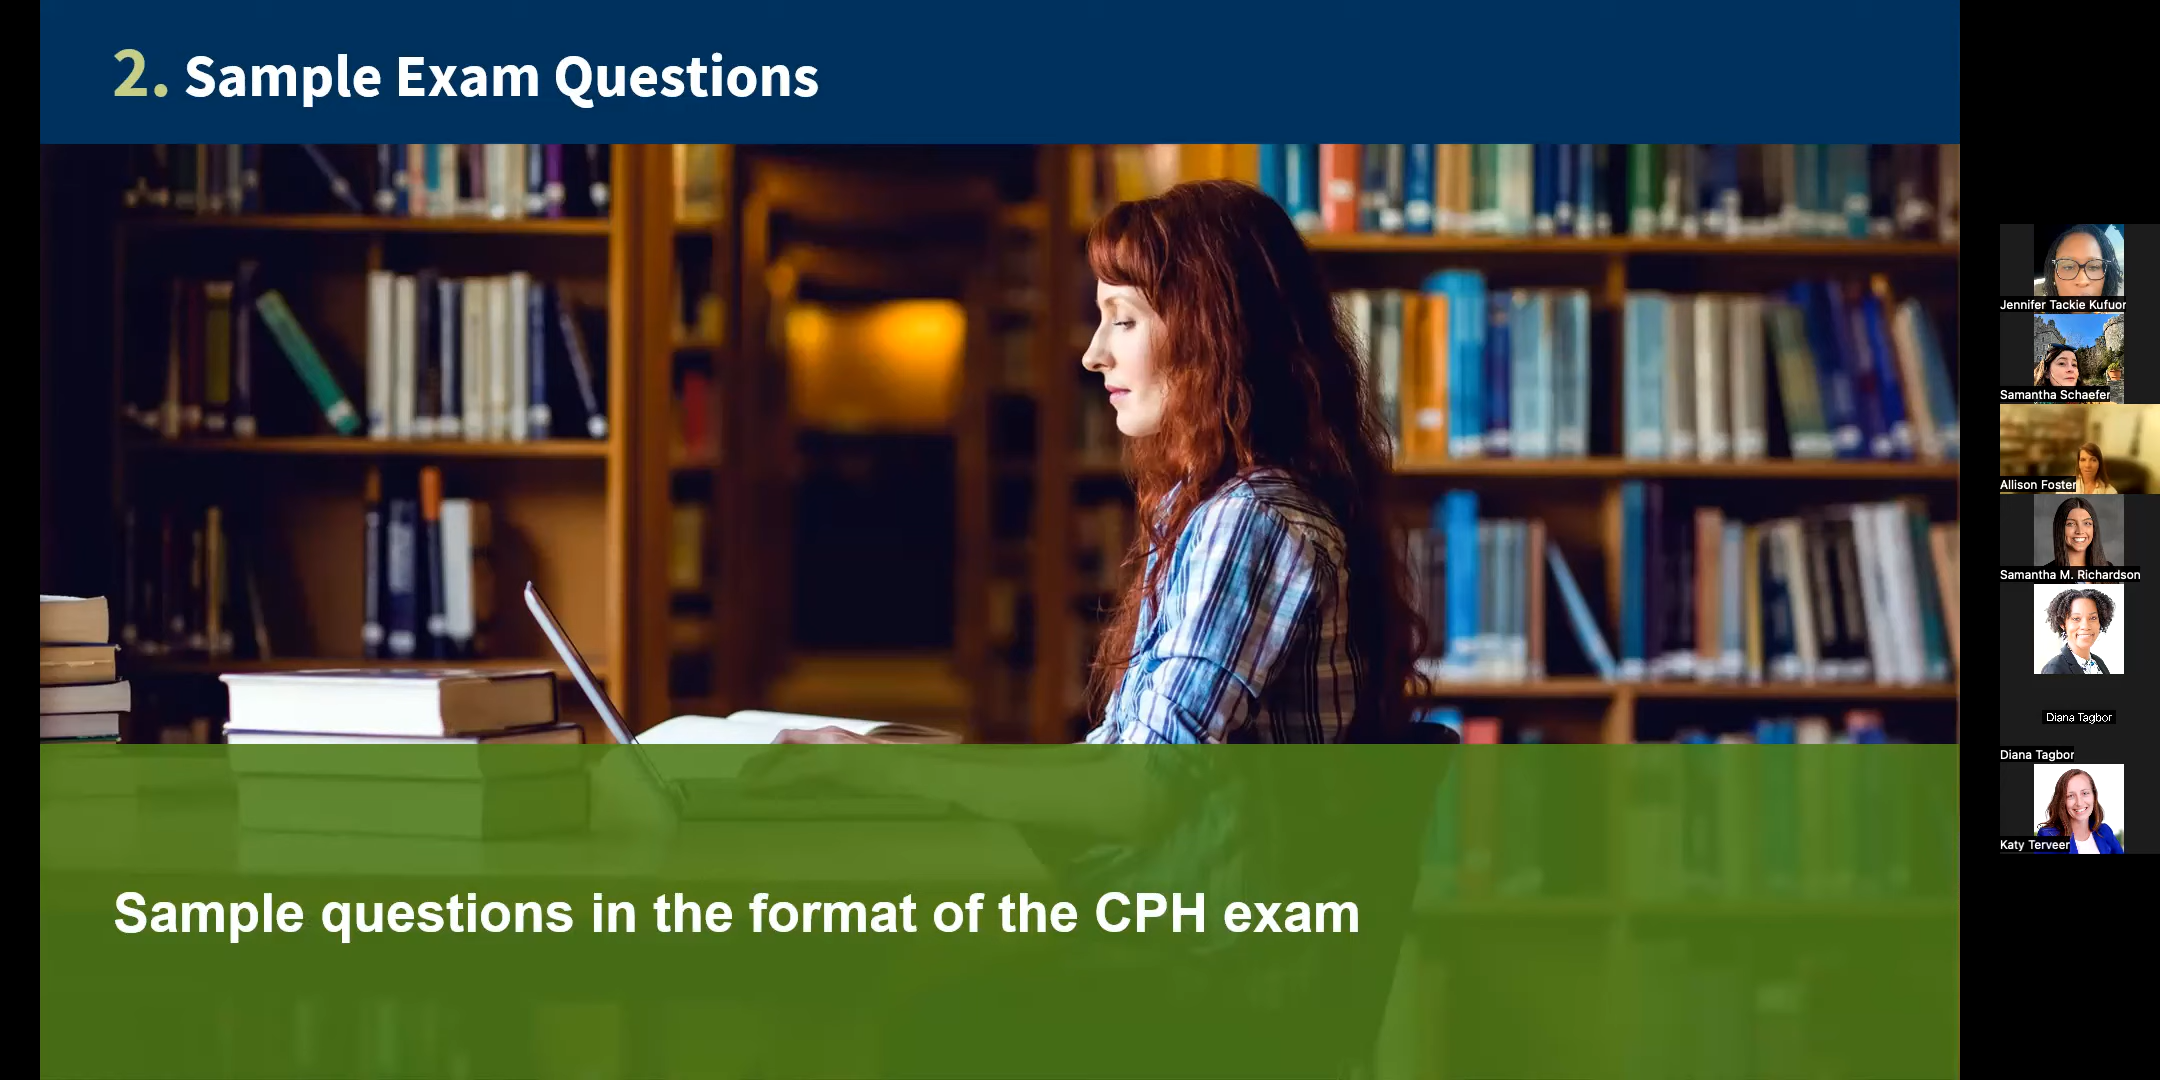 2. Sample Exam Questions
Sample questions in the format of the CPH exam
Jennifer Tackie Kufuor
Samantha Schaefer
Allison Foster
Samantha M. Richardson
Diana Tagbor
Diana Tagbor
Katy Terveer